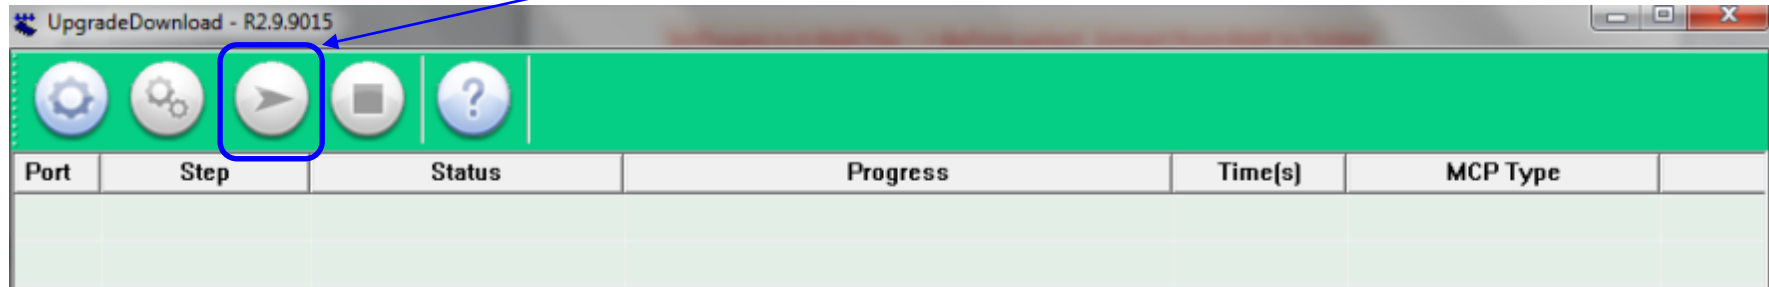 UpgradeDownload - R2.9.9015
Port Step Status Progress Time(s) MCP Type